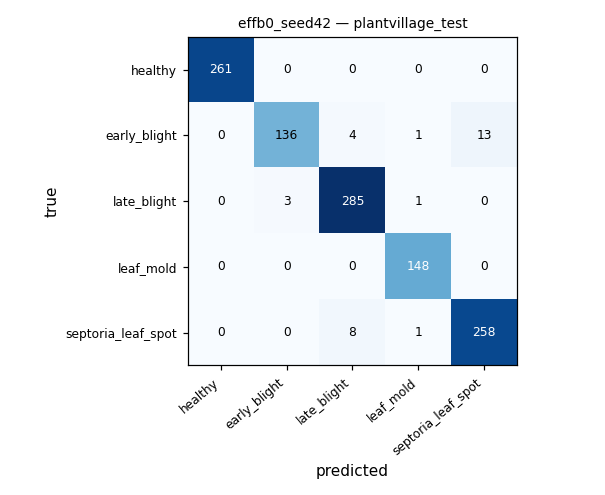 effb0_seed42 — plantvillage_test
true
healthy 261 0 0 0 0
early_blight 0 136 4 1 13
late_blight 0 3 285 1 0
leaf_mold 0 0 0 148 0
septoria_leaf_spot 0 0 8 1 258
healthy early_blight late_blight leaf_mold septoria_leaf_spot
predicted